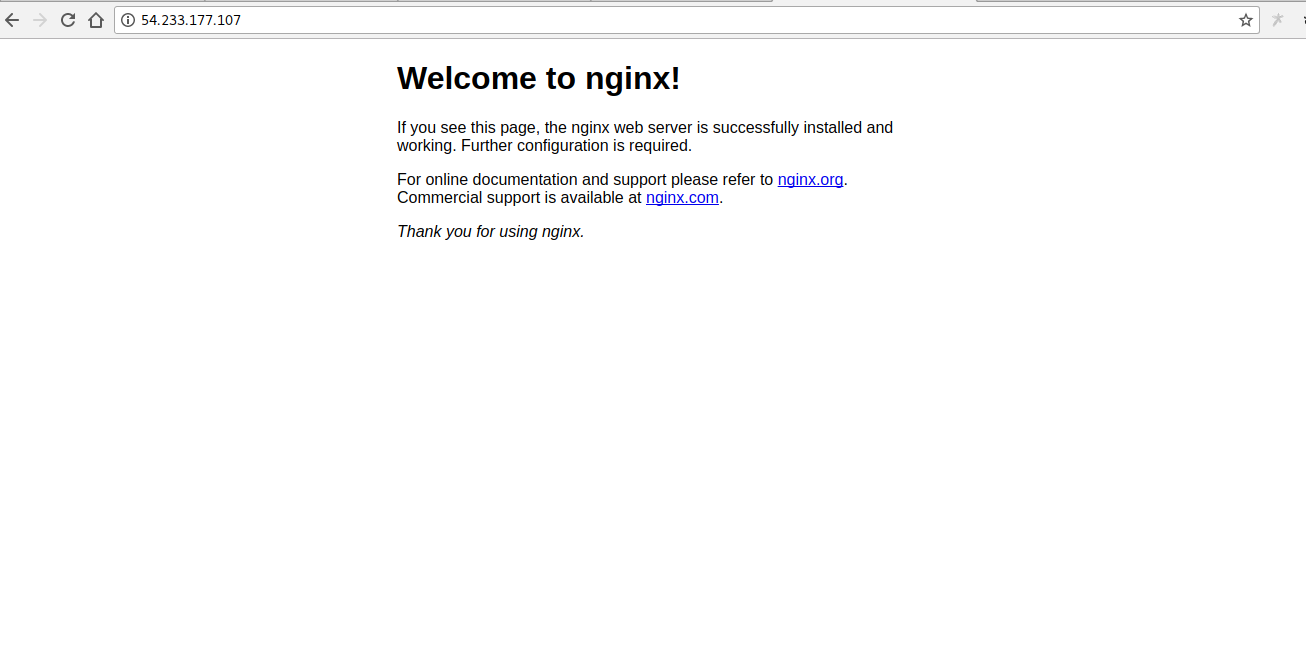 54.233.177.107
Welcome to nginx!
If you see this page, the nginx web server is successfully installed and
working. Further configuration is required.
For online documentation and support please refer to nginx.org.
Commercial support is available at nginx.com.
Thank you for using nginx.